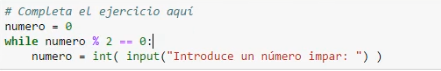 # Completa el ejercicio aquí
numero = 0
while numero % 2 == 0:
    numero = int( input("Introduce un número impar: ") )